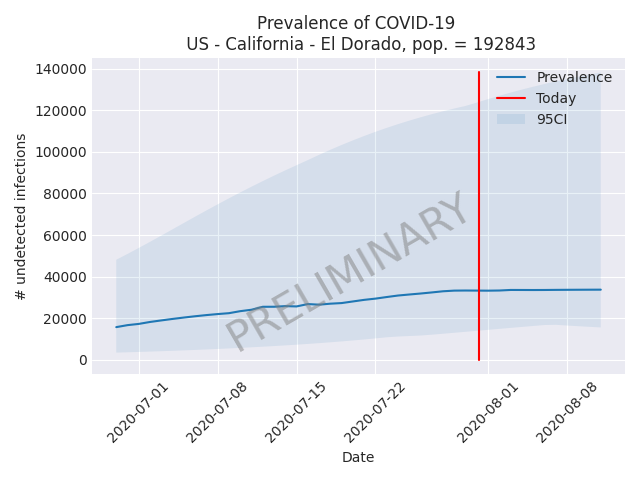 Prevalence of COVID-19
US - California - El Dorado, pop. = 192843
140000
120000
100000
80000
60000
40000
20000
0
# undetected infections
Prevalence
Today
95CI
PRELIMINARY
2020-07-01
2020-07-08
2020-07-15
2020-07-22
2020-08-01
2020-08-08
Date